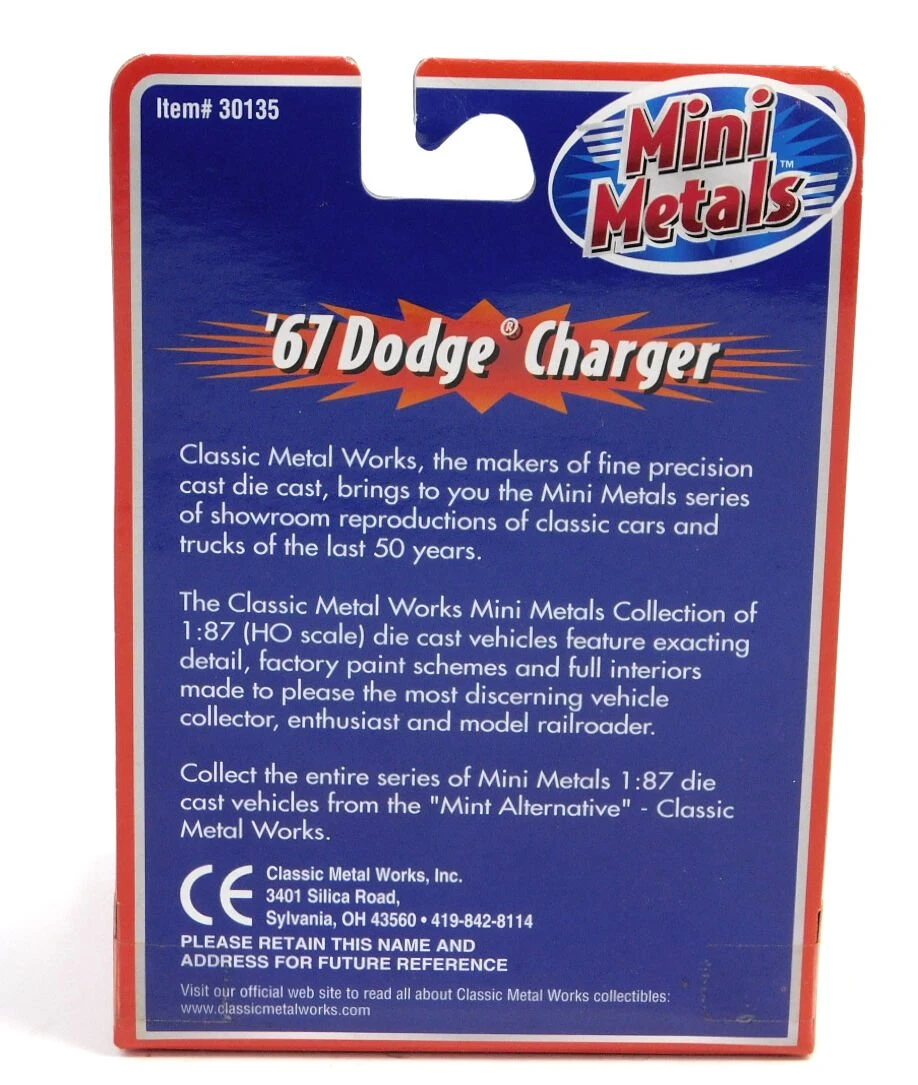 Item# 30135
Mini
Metals™
'67 Dodge® Charger
Classic Metal Works, the makers of fine precision
cast die cast, brings to you the Mini Metals series
of showroom reproductions of classic cars and
trucks of the last 50 years.
The Classic Metal Works Mini Metals Collection of
1:87 (HO scale) die cast vehicles feature exacting
detail, factory paint schemes and full interiors
made to please the most discerning vehicle
collector, enthusiast and model railroader.
Collect the entire series of Mini Metals 1:87 die
cast vehicles from the "Mint Alternative" - Classic
Metal Works.
CE
Classic Metal Works, Inc.
3401 Silica Road,
Sylvania, OH 43560 • 419-842-8114
PLEASE RETAIN THIS NAME AND
ADDRESS FOR FUTURE REFERENCE
Visit our official web site to read all about Classic Metal Works collectibles:
www.classicmetalworks.com